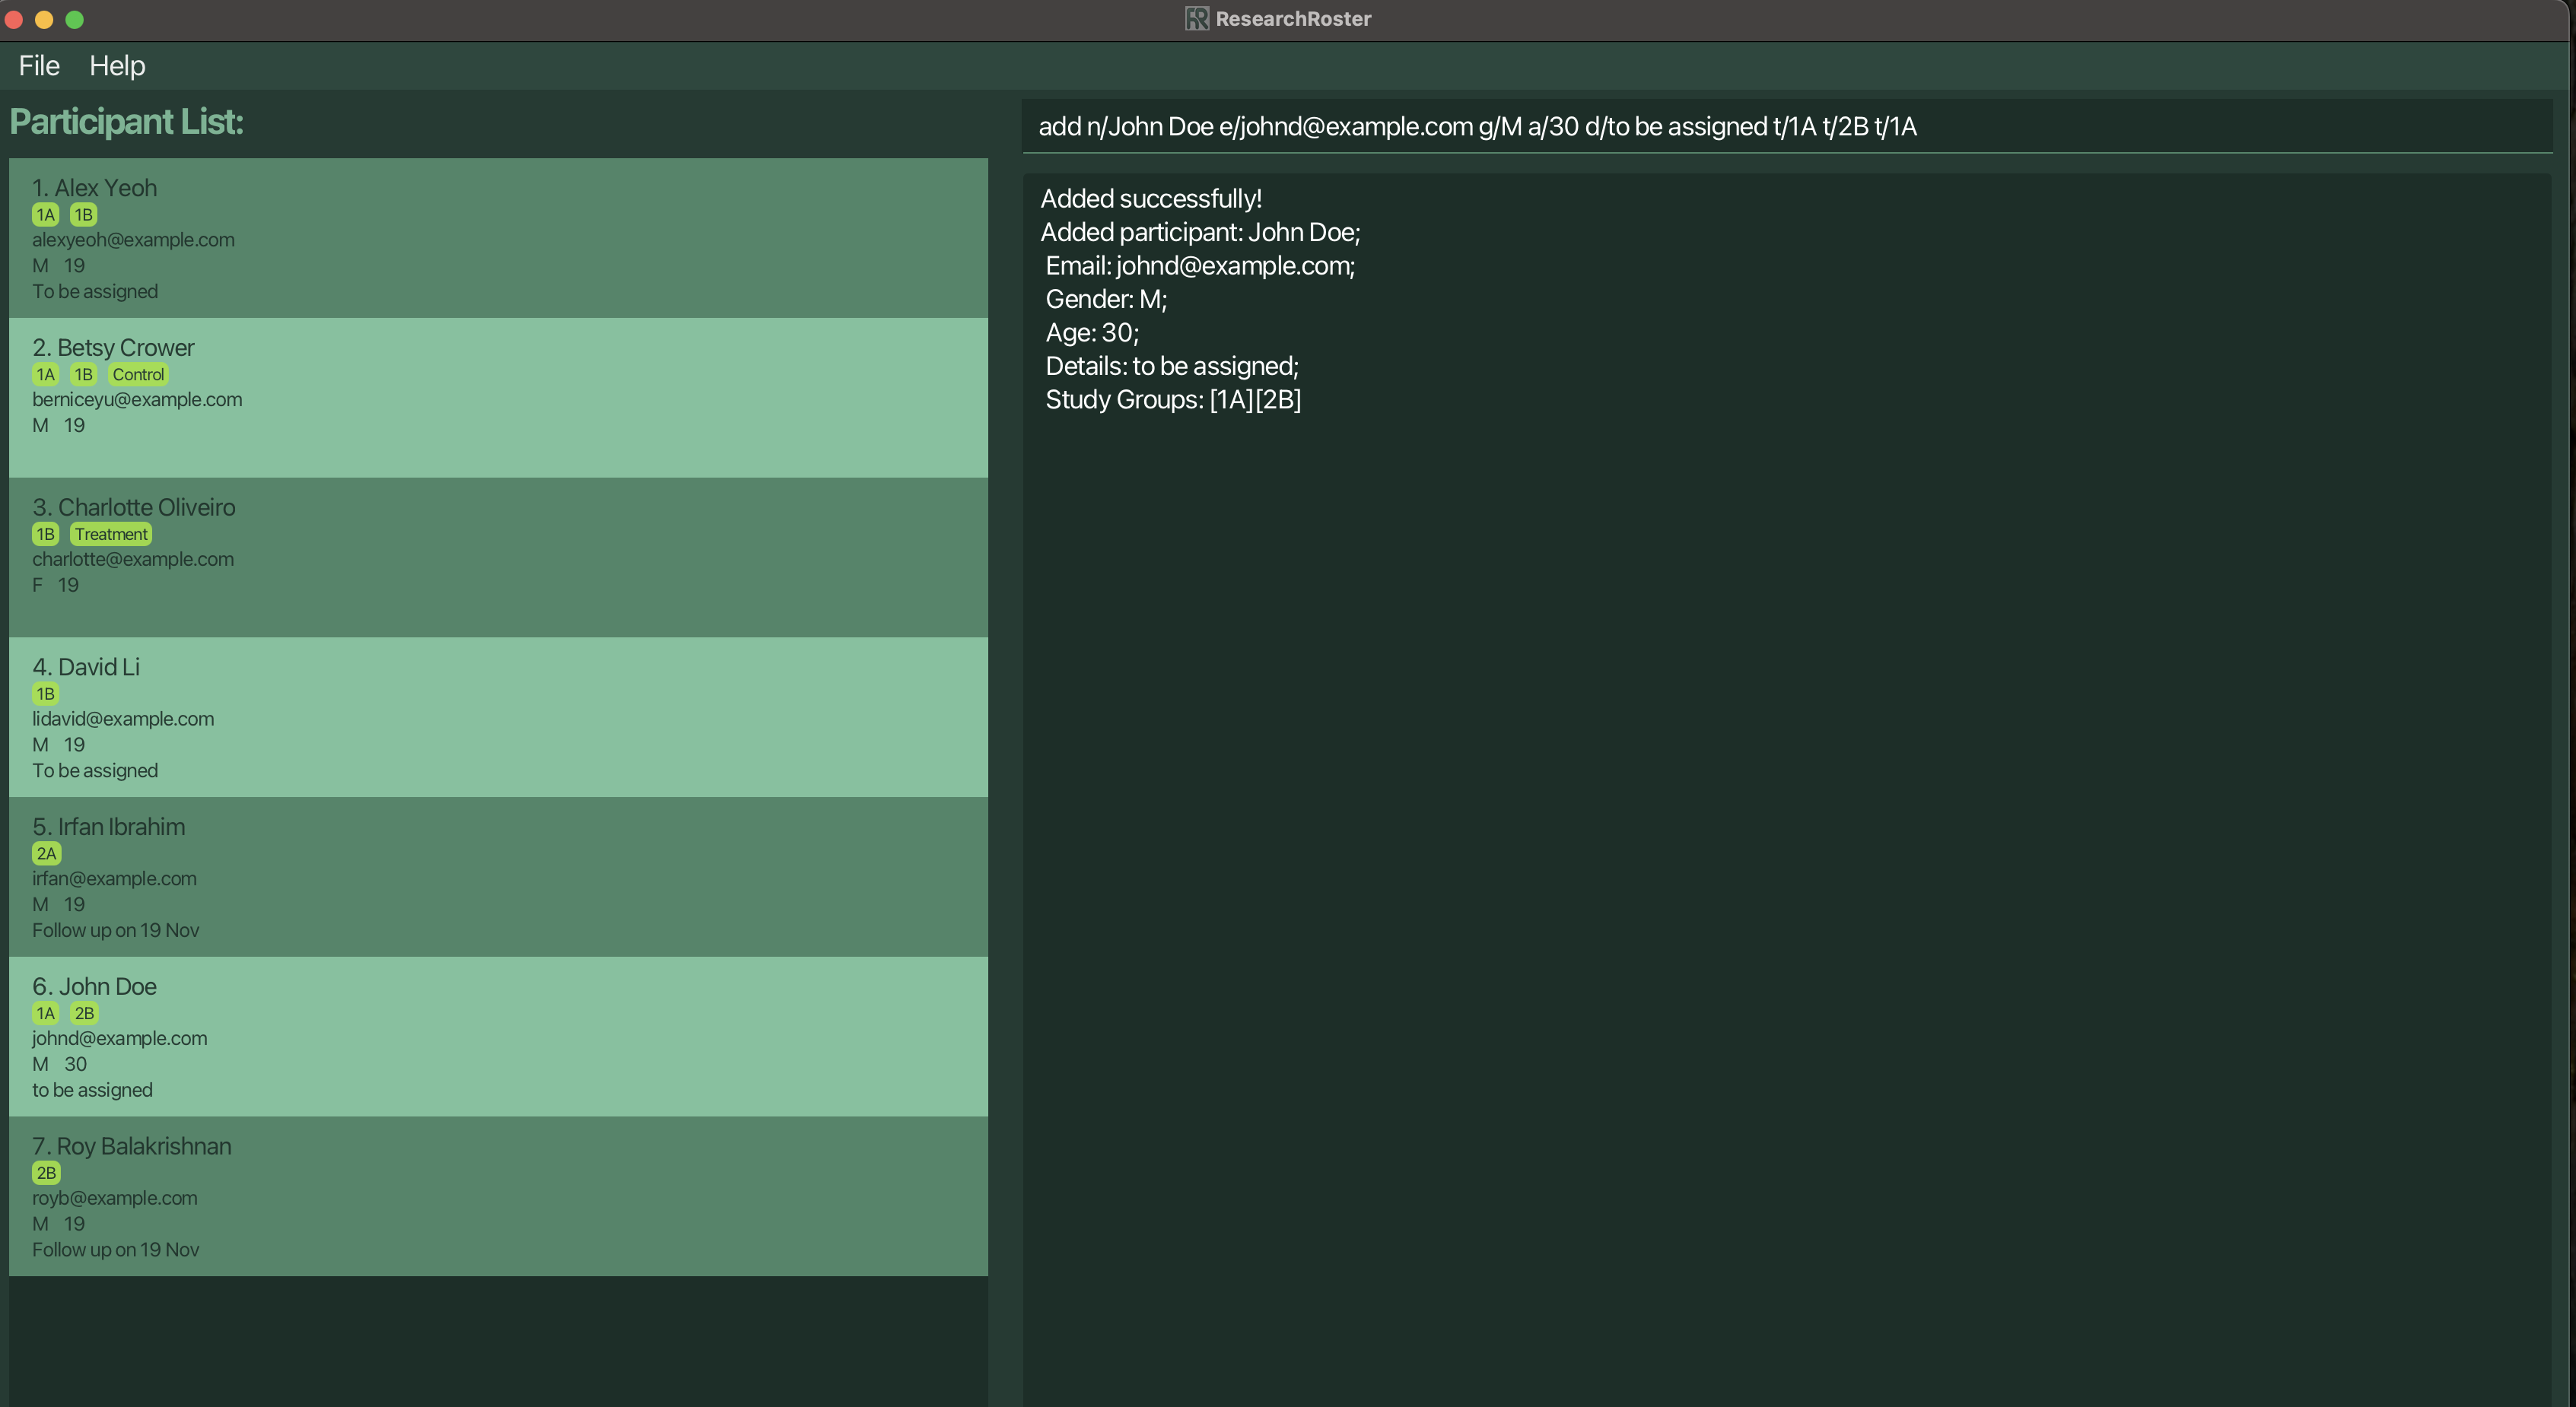 ResearchRoster
File Help
Participant List:
1. Alex Yeoh
1A 1B
alexyeoh@example.com
M 19
To be assigned
2. Betsy Crower
1A 1B Control
berniceyu@example.com
M 19
3. Charlotte Oliveiro
1B Treatment
charlotte@example.com
F 19
4. David Li
1B
lidavid@example.com
M 19
To be assigned
5. Irfan Ibrahim
2A
irfan@example.com
M 19
Follow up on 19 Nov
6. John Doe
1A 2B
johnd@example.com
M 30
to be assigned
7. Roy Balakrishnan
2B
royb@example.com
M 19
Follow up on 19 Nov
add n/John Doe e/johnd@example.com g/M a/30 d/to be assigned t/1A t/2B t/1A
Added successfully!
Added participant: John Doe;
Email: johnd@example.com;
Gender: M;
Age: 30;
Details: to be assigned;
Study Groups: [1A][2B]